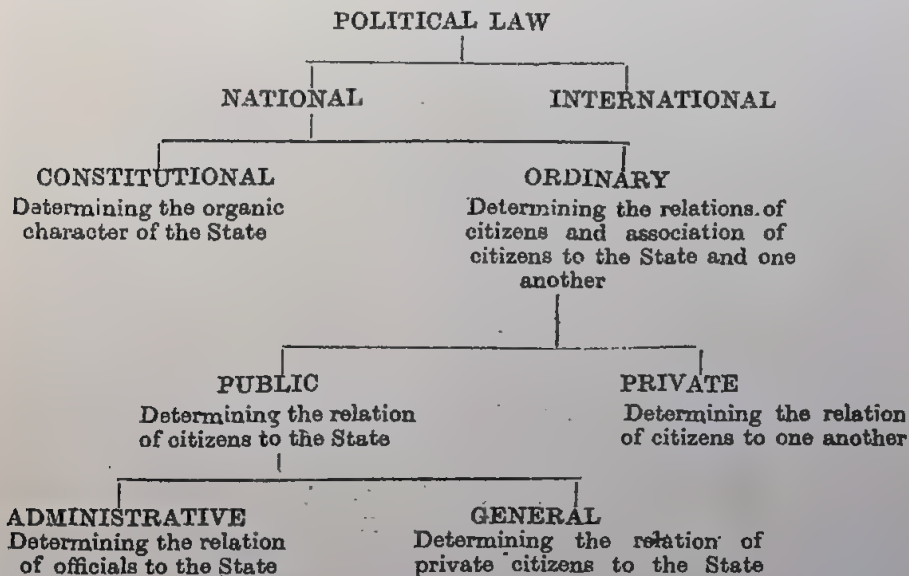 POLITICAL LAW
NATIONAL
INTERNATIONAL
CONSTITUTIONAL
Datermining the organic
character of the State
ORDINARY
Determining the relations of
citizens and association of
citizens to the State and one
another
PUBLIC
Determining the relation
of citizens to the State
PRIVATE
Determining the relation
of citizens to one another
ADMINISTRATIVE
Determining the relation
of officials to the State
GENERAL
Determining the relation of
private citizens to the State